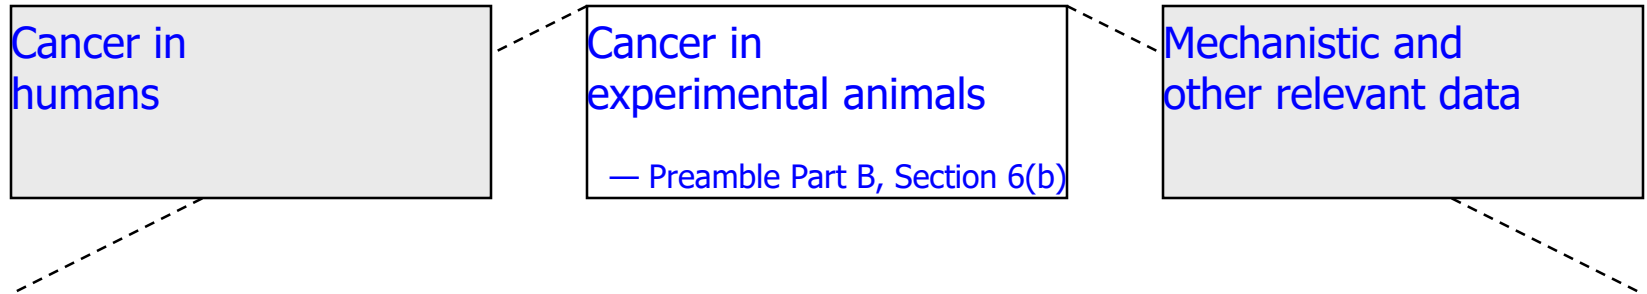 Cancer in
humans
Cancer in
experimental animals
— Preamble Part B, Section 6(b)
Mechanistic and
other relevant data